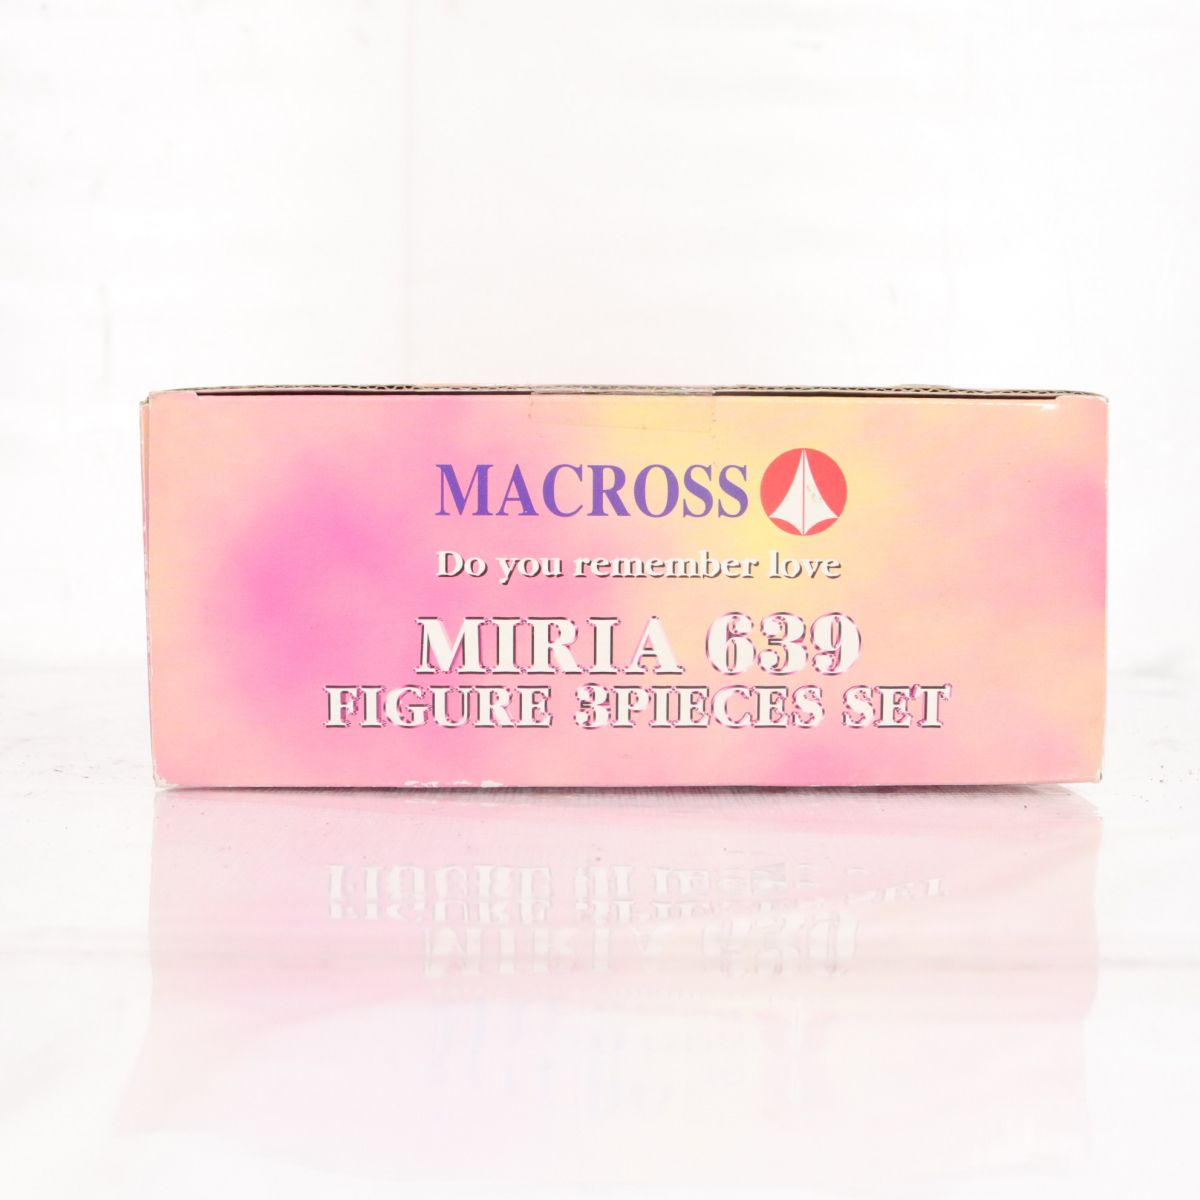 MACROSS
Do you remember love
MIRIA 639
FIGURE 3PIECES SET